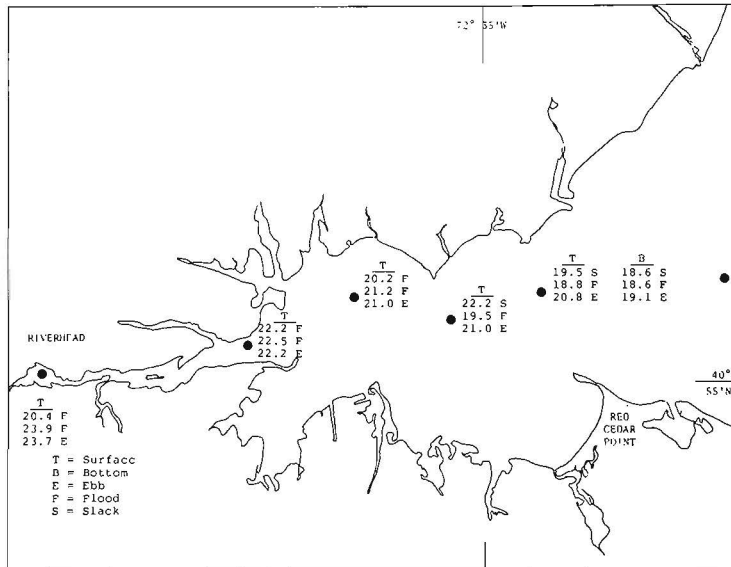 72° 55'W
T
20.2 F
21.2 F
21.0 E
T
22.2 S
19.5 F
21.0 E
T B
19.5 S 18.6 S
18.8 F 18.6 F
20.8 E 19.1 E
T
22.2 F
22.5 F
22.2 E
RIVERHEAD
T
20.4 F
23.9 F
23.7 E
40°
55'N
RED
CEDAR
POINT
T = Surface
B = Bottom
E = Ebb
F = Flood
S = Slack